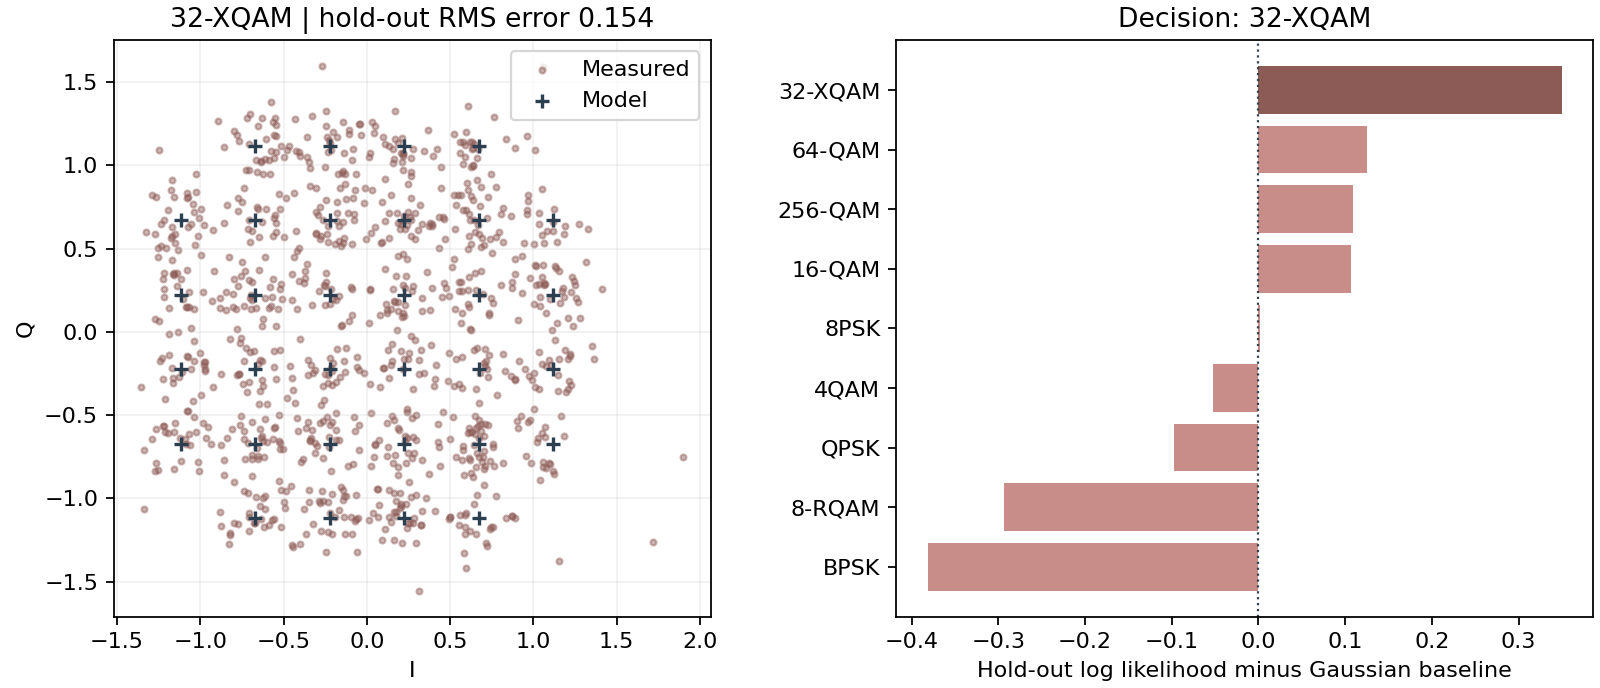 32-XQAM | hold-out RMS error 0.154
Measured
Model
1.5
1.0
0.5
0.0
−0.5
−1.0
−1.5
Q
−1.5 −1.0 −0.5 0.0 0.5 1.0 1.5 2.0
I
Decision: 32-XQAM
32-XQAM
64-QAM
256-QAM
16-QAM
8PSK
4QAM
QPSK
8-RQAM
BPSK
−0.4 −0.3 −0.2 −0.1 0.0 0.1 0.2 0.3
Hold-out log likelihood minus Gaussian baseline